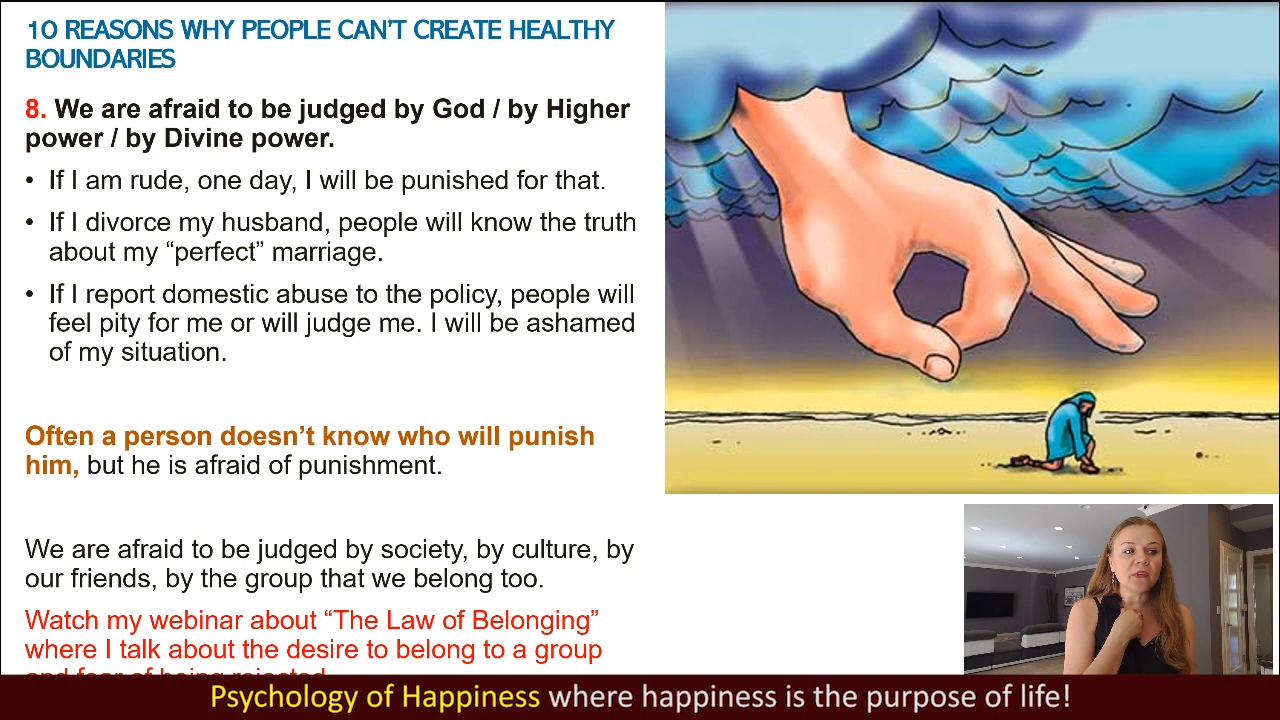 10 REASONS WHY PEOPLE CAN’T CREATE HEALTHY
BOUNDARIES
8. We are afraid to be judged by God / by Higher
power / by Divine power.
• If I am rude, one day, I will be punished for that.
• If I divorce my husband, people will know the truth
about my “perfect” marriage.
• If I report domestic abuse to the policy, people will
feel pity for me or will judge me. I will be ashamed
of my situation.
Often a person doesn’t know who will punish
him, but he is afraid of punishment.
We are afraid to be judged by society, by culture, by
our friends, by the group that we belong too.
Watch my webinar about “The Law of Belonging”
where I talk about the desire to belong to a group
and fear of being rejected
Psychology of Happiness where happiness is the purpose of life!